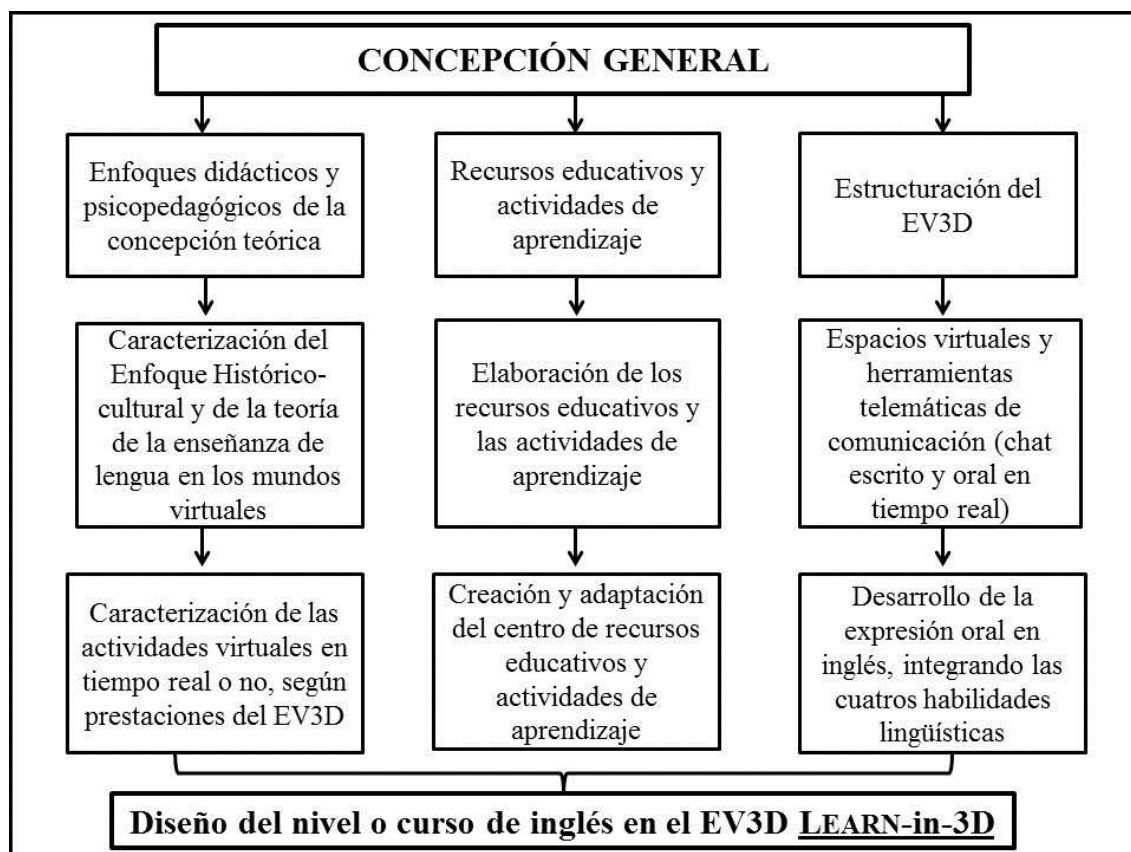 CONCEPCIÓN GENERAL
Enfoques didácticos y
psicopedagógicos de la
concepción teórica
Recursos educativos y
actividades de
aprendizaje
Estructuración del
EV3D
Caracterización del
Enfoque Histórico-
cultural y de la teoría
de la enseñanza de
lengua en los mundos
virtuales
Elaboración de los
recursos educativos y
las actividades de
aprendizaje
Espacios virtuales y
herramientas
telemáticas de
comunicación (chat
escrito y oral en
tiempo real)
Caracterización de las
actividades virtuales en
tiempo real o no, según
prestaciones del EV3D
Creación y adaptación
del centro de recursos
educativos y
actividades de
aprendizaje
Desarrollo de la
expresión oral en
inglés, integrando las
cuatros habilidades
lingüísticas
Diseño del nivel o curso de inglés en el EV3D LEARN-in-3D